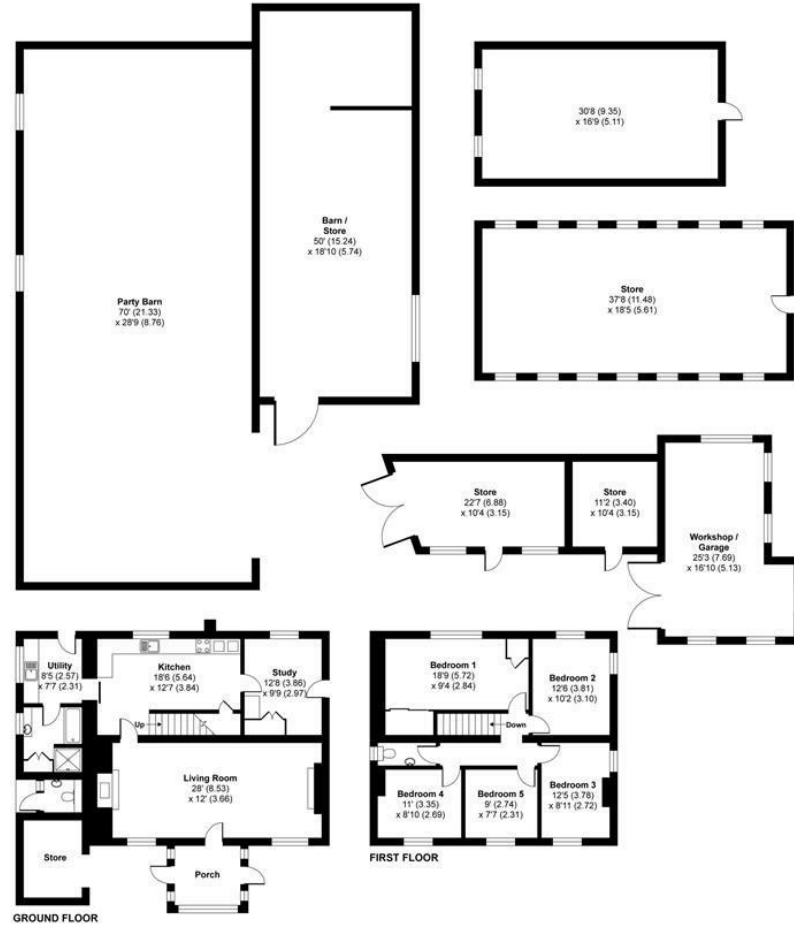 30'8 (9.35)
x 16'9 (5.11)
Barn /
Store
50' (15.24)
x 18'10 (5.74)
Party Barn
70' (21.33)
x 28'9 (8.76)
Store
37'8 (11.48)
x 18'5 (5.61)
Store
22'7 (6.88)
x 10'4 (3.15)
Store
11'2 (3.40)
x 10'4 (3.15)
Workshop /
Garage
25'3 (7.69)
x 16'10 (5.13)
Utility
8'5 (2.57)
x 7'7 (2.31)
Kitchen
18'6 (5.64)
x 12'7 (3.84)
Study
12'8 (3.86)
x 9'9 (2.97)
Up
Living Room
28' (8.53)
x 12' (3.66)
Store
Porch
GROUND FLOOR
Bedroom 1
18'9 (5.72)
x 9'4 (2.84)
Bedroom 2
12'6 (3.81)
x 10'2 (3.10)
Down
Bedroom 4
11' (3.35)
x 8'10 (2.69)
Bedroom 5
9' (2.74)
x 7'7 (2.31)
Bedroom 3
12'5 (3.78)
x 8'11 (2.72)
FIRST FLOOR